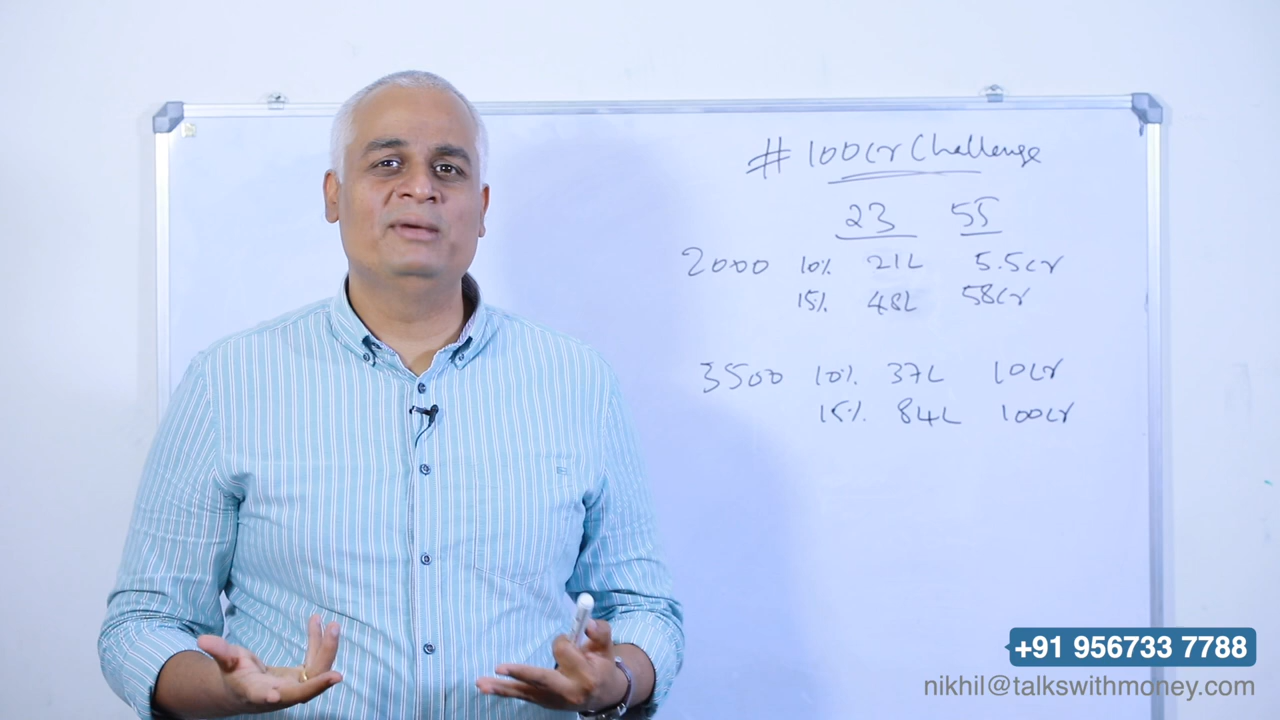 # 100Cr Challenge
23 55
2000 10% 21L 5.5Cr
15% 48L 58Cr
3500 10% 37L 10Cr
15% 84L 100Cr
+91 956733 7788
nikhil@talkswithmoney.com